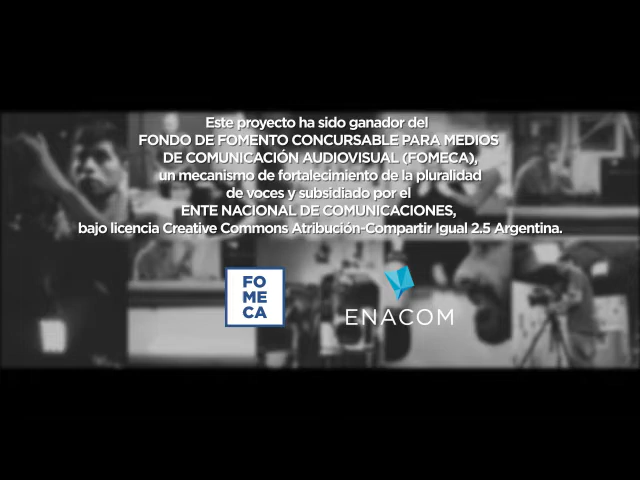 Este proyecto ha sido ganador del
FONDO DE FOMENTO CONCURSABLE PARA MEDIOS
DE COMUNICACIÓN AUDIOVISUAL (FOMECA),
un mecanismo de fortalecimiento de la pluralidad
de voces y subsidiado por el
ENTE NACIONAL DE COMUNICACIONES,
bajo licencia Creative Commons Atribución-Compartir Igual 2.5 Argentina.
FO
ME
CA
ENACOM